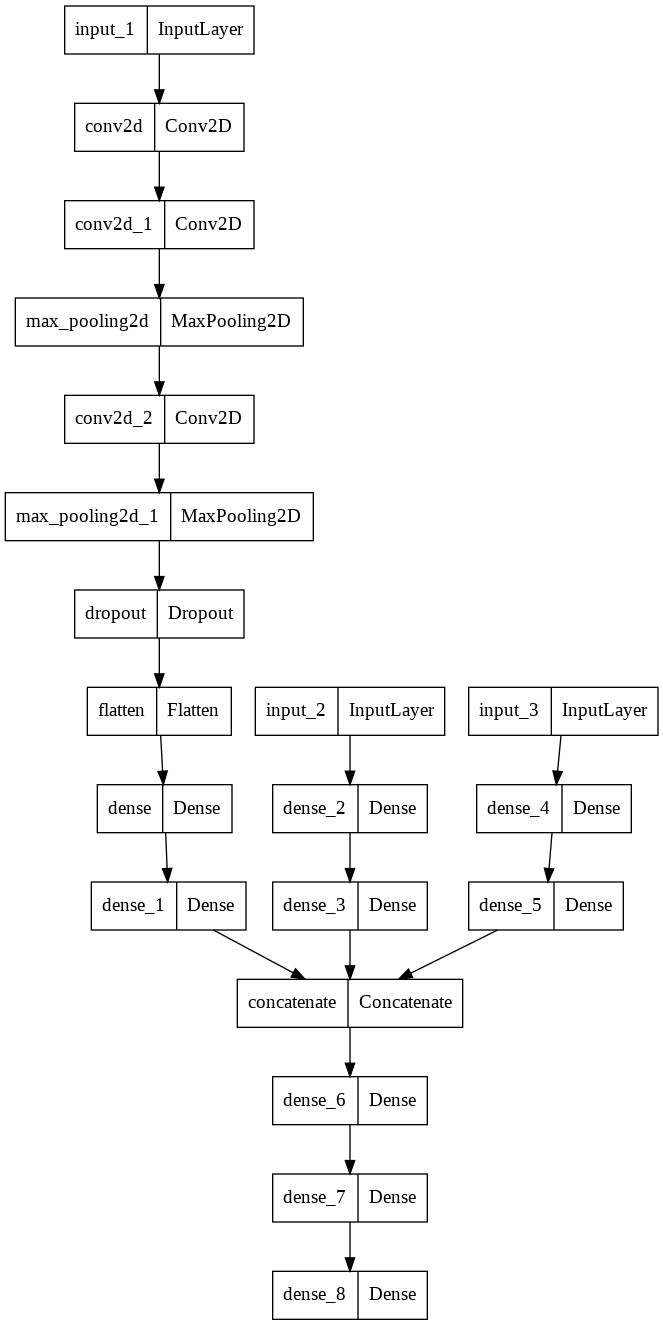 input_1 InputLayer
conv2d Conv2D
conv2d_1 Conv2D
max_pooling2d MaxPooling2D
conv2d_2 Conv2D
max_pooling2d_1 MaxPooling2D
dropout Dropout
flatten Flatten input_2 InputLayer input_3 InputLayer
dense Dense dense_2 Dense dense_4 Dense
dense_1 Dense dense_3 Dense dense_5 Dense
concatenate Concatenate
dense_6 Dense
dense_7 Dense
dense_8 Dense